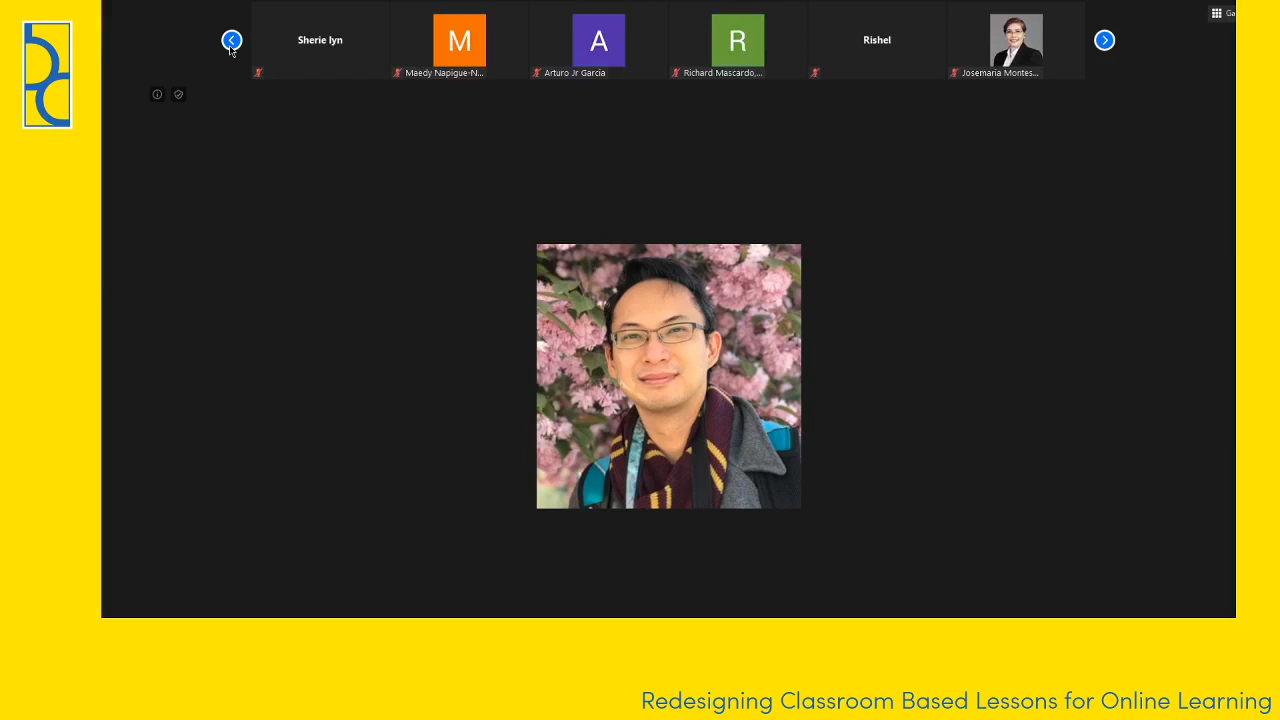 Sherie lyn
M
A
R
Rishel
Maedy Napigue-N...
Arturo Jr Garcia
Richard Mascardo,...
Josemaria Montes...
Ga
Redesigning Classroom Based Lessons for Online Learning